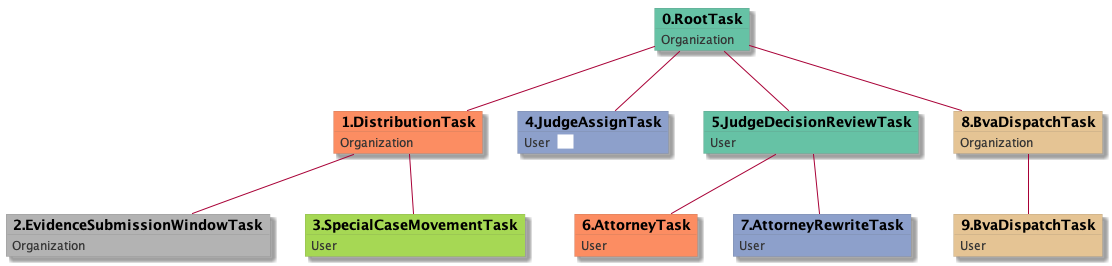 0.RootTask
Organization
1.DistributionTask
Organization
4.JudgeAssignTask
User
5.JudgeDecisionReviewTask
User
8.BvaDispatchTask
Organization
2.EvidenceSubmissionWindowTask
Organization
3.SpecialCaseMovementTask
User
6.AttorneyTask
User
7.AttorneyRewriteTask
User
9.BvaDispatchTask
User